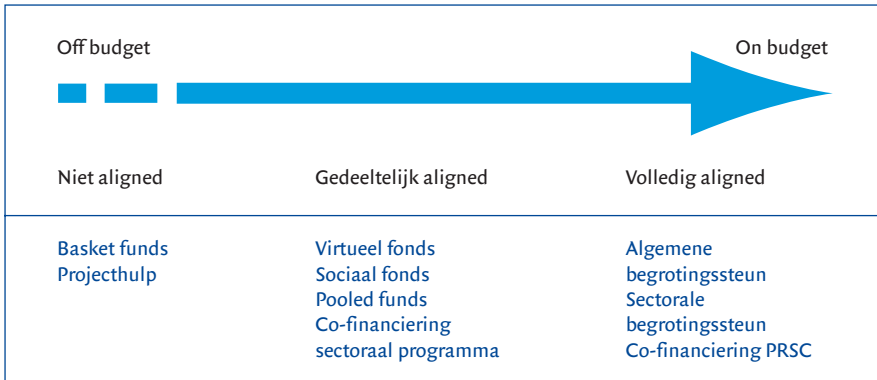 Off budget
On budget
Niet aligned
Gedeeltelijk aligned
Volledig aligned
Basket funds
Projecthulp
Virtueel fonds
Sociaal fonds
Pooled funds
Co-financiering
sectoraal programma
Algemene
begrotingssteun
Sectorale
begrotingssteun
Co-financiering PRSC